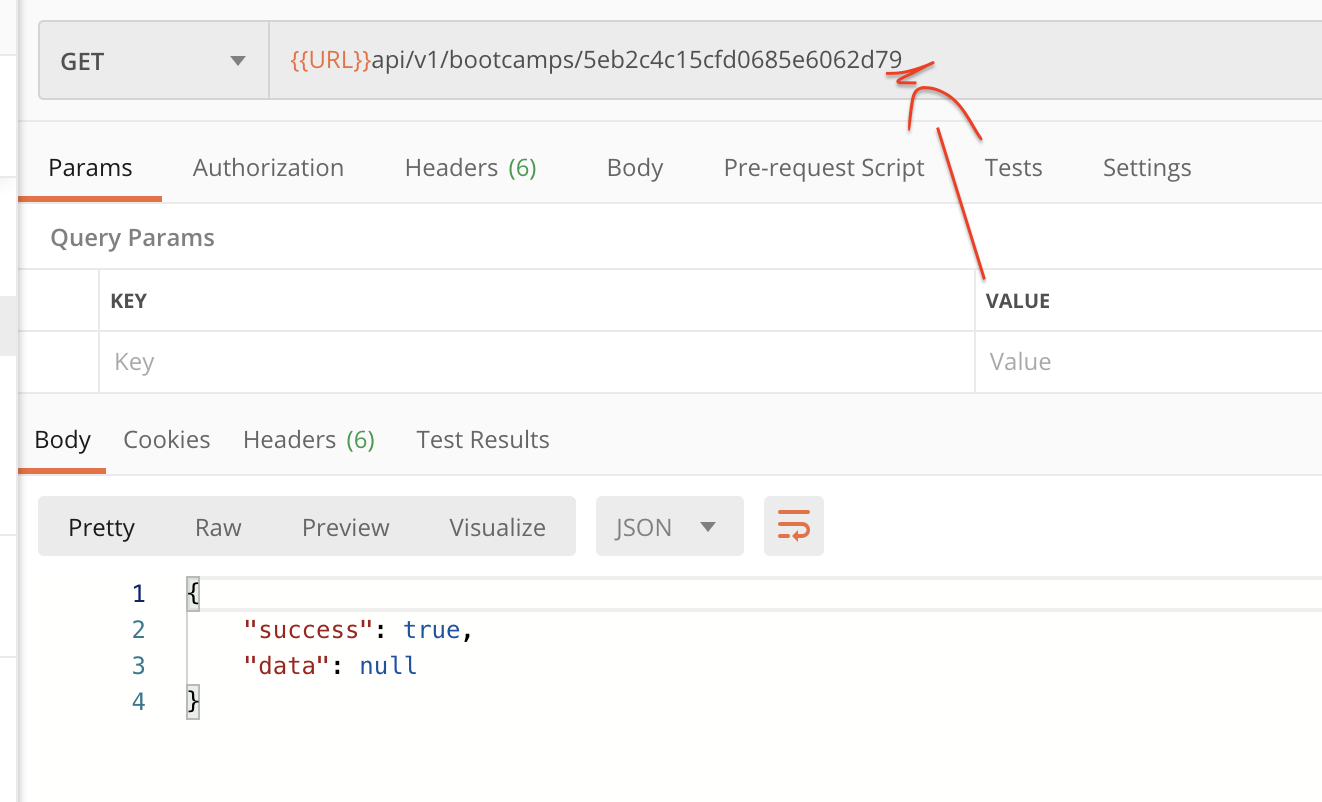 GET {{URL}}api/v1/bootcamps/5eb2c4c15cfd0685e6062d79
Params Authorization Headers (6) Body Pre-request Script Tests Settings
Query Params
KEY VALUE
Key Value
Body Cookies Headers (6) Test Results
Pretty Raw Preview Visualize JSON
1 {
2 "success": true,
3 "data": null
4 }